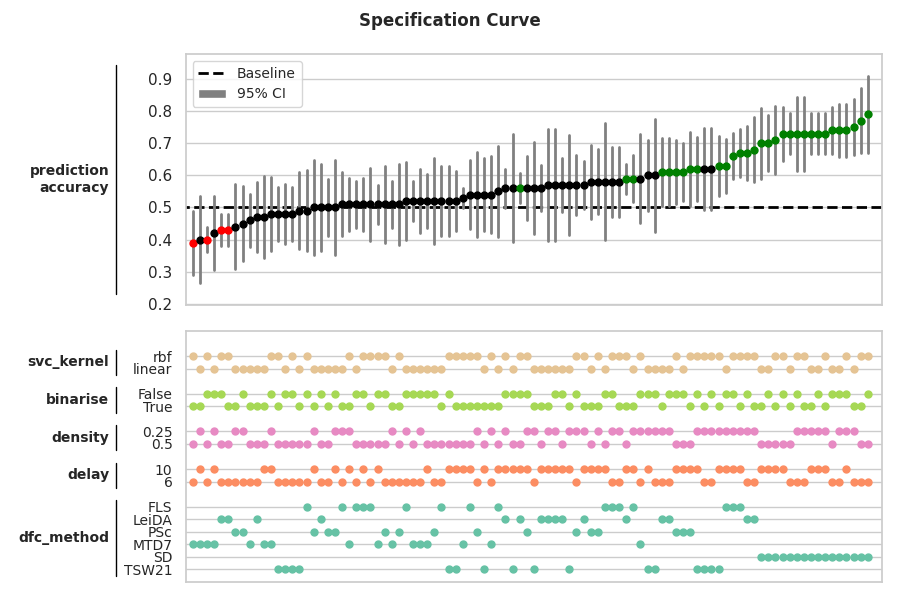 Specification Curve
0.9
Baseline
95% CI
0.8
0.7
prediction
accuracy
0.6
0.5
0.4
0.3
0.2
svc_kernel
rbf
linear
binarise
False
True
density
0.25
0.5
delay
10
6
dfc_method
FLS
LeiDA
PSc
MTD7
SD
TSW21